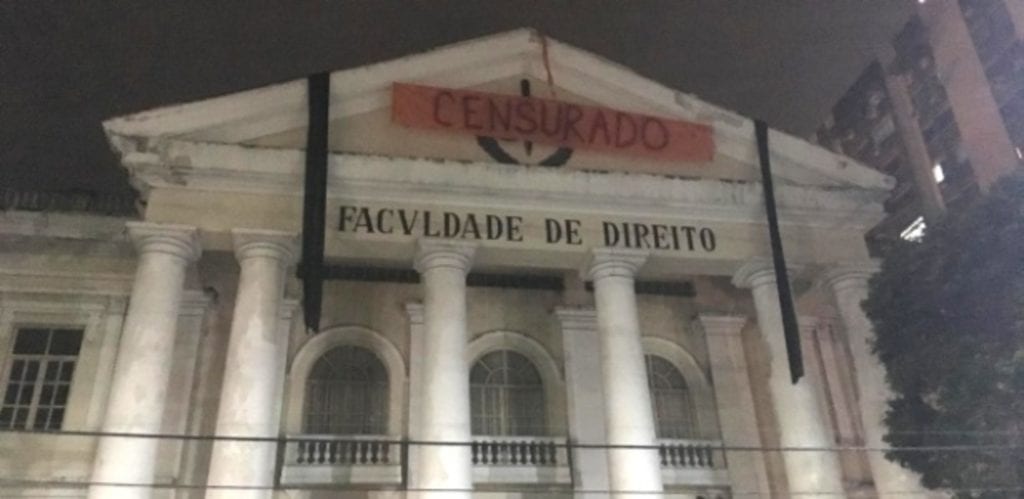 CENSURADO
FACVLDADE DE DIREITO